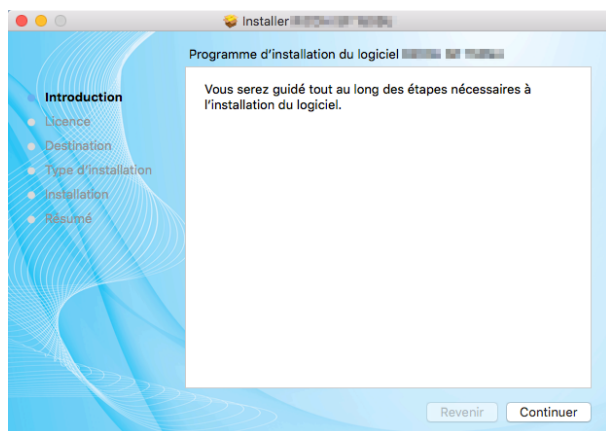 Installer
Programme d'installation du logiciel
Introduction
Licence
Destination
Type d'installation
Installation
Résumé
Vous serez guidé tout au long des étapes nécessaires à
l'installation du logiciel.
Revenir
Continuer